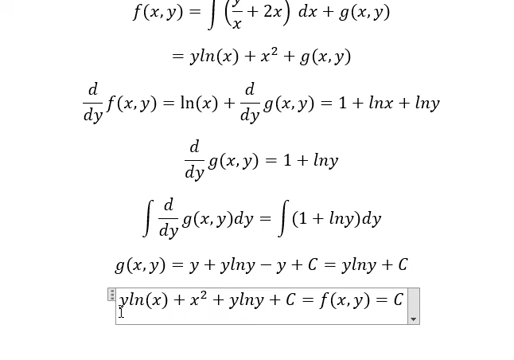 f(x, y) = ∫ (y/x + 2x) dx + g(x, y)
= yln(x) + x² + g(x, y)
d/dy f(x, y) = ln(x) + d/dy g(x, y) = 1 + lnx + lny
d/dy g(x, y) = 1 + lny
∫ d/dy g(x, y)dy = ∫ (1 + lny)dy
g(x, y) = y + ylny − y + C = ylny + C
yln(x) + x² + ylny + C = f(x, y) = C